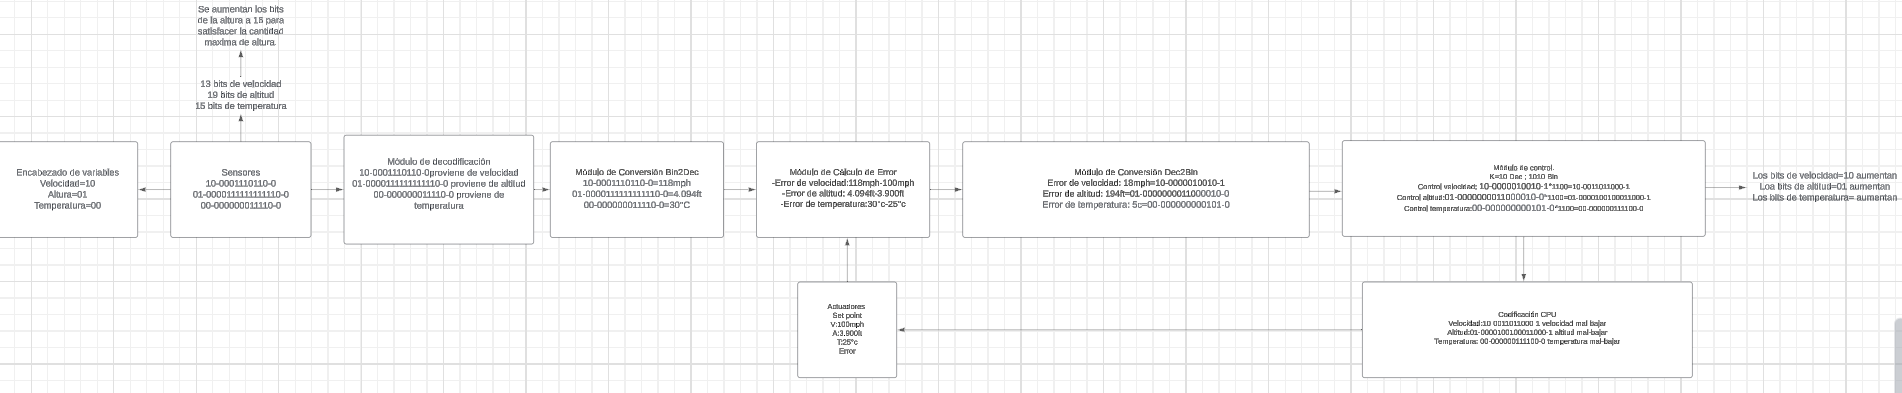 Se aumentan los bits
de la altura a 15 para
satisfacer la cantidad
maxima de altura.
13 bits de velocidad
19 bits de altitud
15 bits de temperatura
Encabezado de variables
Velocidad=10
Altura=01
Temperatura=00
Sensores
10-0001110110-0
01-0000111111111110-0
00-000000011110-0
Módulo de decodificación
10-0001110110-0proviene de velocidad
01-0000111111111110-0 proviene de altitud
00-000000011110-0 proviene de
temperatura
Módulo de Conversión Bin2Dec
10-0001110110-0=118mph
01-0000111111111110-0=4.094ft
00-000000011110-0=30°C
Módulo de Cálculo de Error
-Error de velocidad:118mph-100mph
-Error de altitud: 4.094ft-3.900ft
-Error de temperatura:30°c-25°c
Módulo de Conversión Dec2Bin
Error de velocidad: 18mph=10-0000010010-1
Error de altitud: 194ft=01-0000000011000010-0
Error de temperatura: 5c=00-000000000101-0
Módulo de control.
K=10 Dec ; 1010 Bin
Control velocidad: 10-0000010010-1*1100=10-0011011000-1
Control altitud:01-0000000011000010-0*1100=01-0000100100011000-1
Control temperatura:00-000000000101-0*1100=00-000000111100-0
Los bits de velocidad=10 aumentan
Loa bits de altitud=01 aumentan
Los bits de temperatura= aumentan
Actuadores
Set point
V:100mph
A:3.900ft
T:25°c
Error
Codificación CPU
Velocidad:10 0011011000 1 velocidad mal bajar
Altitud:01-0000100100011000-1 altitud mal-bajar
Temperatura: 00-000000111100-0 temperatura mal-bajar